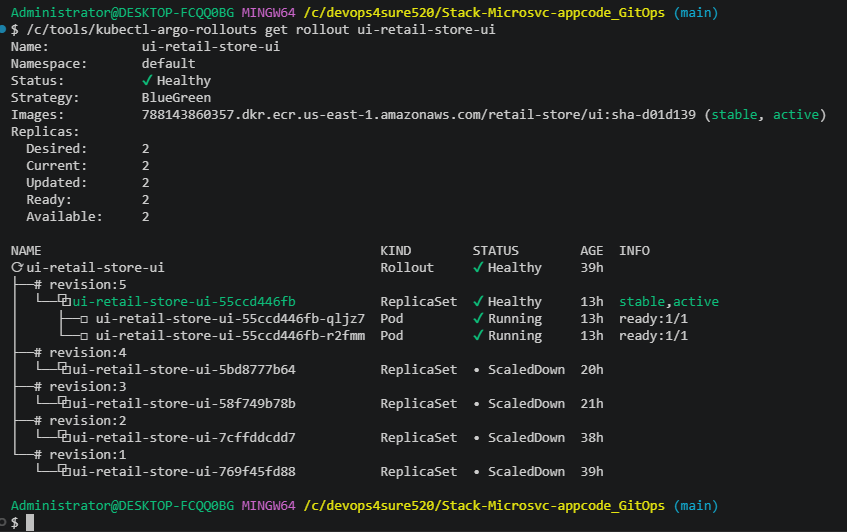 Administrator@DESKTOP-FCQQ0BG MINGW64 /c/devops4sure520/Stack-Microsvc-appcode_GitOps (main)
$ /c/tools/kubectl-argo-rollouts get rollout ui-retail-store-ui
Name:            ui-retail-store-ui
Namespace:       default
Status:          ✔ Healthy
Strategy:        BlueGreen
Images:          788143860357.dkr.ecr.us-east-1.amazonaws.com/retail-store/ui:sha-d01d139 (stable, active)
Replicas:
  Desired:       2
  Current:       2
  Updated:       2
  Ready:         2
  Available:     2
NAME                                            KIND        STATUS        AGE  INFO
⟳ ui-retail-store-ui                            Rollout     ✔ Healthy     39h
├──# revision:5
│  └──⧉ ui-retail-store-ui-55ccd446fb           ReplicaSet  ✔ Healthy     13h  stable,active
│     ├──□ ui-retail-store-ui-55ccd446fb-qljz7  Pod         ✔ Running     13h  ready:1/1
│     └──□ ui-retail-store-ui-55ccd446fb-r2fmm  Pod         ✔ Running     13h  ready:1/1
├──# revision:4
│  └──⧉ ui-retail-store-ui-5bd8777b64           ReplicaSet  • ScaledDown  20h
├──# revision:3
│  └──⧉ ui-retail-store-ui-58f749b78b           ReplicaSet  • ScaledDown  21h
├──# revision:2
│  └──⧉ ui-retail-store-ui-7cffddcdd7           ReplicaSet  • ScaledDown  38h
└──# revision:1
   └──⧉ ui-retail-store-ui-769f45fd88           ReplicaSet  • ScaledDown  39h
Administrator@DESKTOP-FCQQ0BG MINGW64 /c/devops4sure520/Stack-Microsvc-appcode_GitOps (main)
$